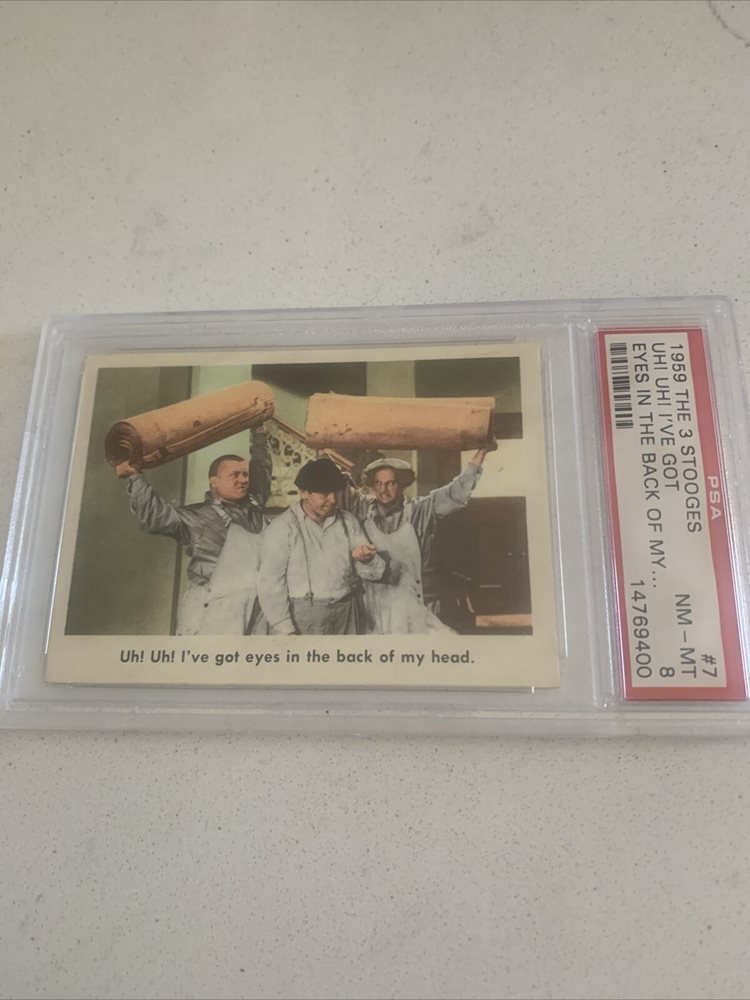 Uh! Uh! I've got eyes in the back of my head.
PSA
1959 THE 3 STOOGES #7
UH! UH! I'VE GOT NM - MT
EYES IN THE BACK OF MY... 8
14769400